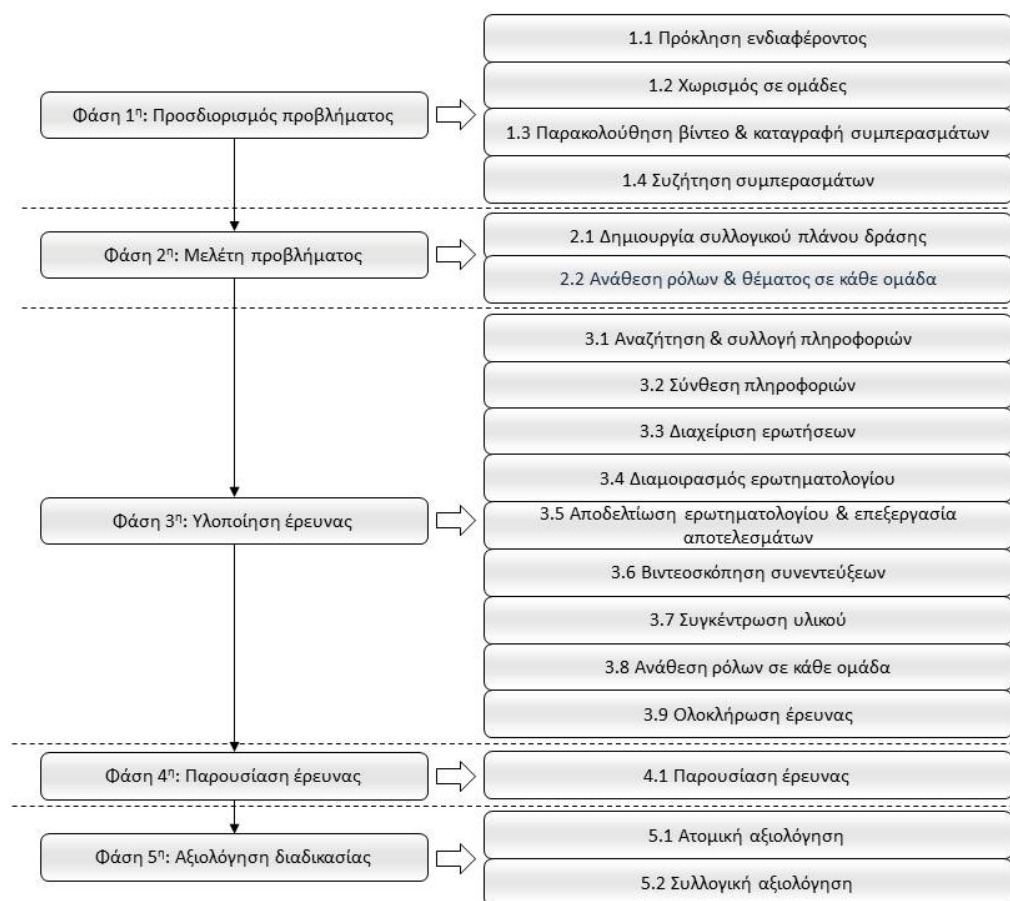 Φάση 1η: Προσδιορισμός προβλήματος
1.1 Πρόκληση ενδιαφέροντος
1.2 Χωρισμός σε ομάδες
1.3 Παρακολούθηση βίντεο & καταγραφή συμπερασμάτων
1.4 Συζήτηση συμπερασμάτων
Φάση 2η: Μελέτη προβλήματος
2.1 Δημιουργία συλλογικού πλάνου δράσης
2.2 Ανάθεση ρόλων & θέματος σε κάθε ομάδα
Φάση 3η: Υλοποίηση έρευνας
3.1 Αναζήτηση & συλλογή πληροφοριών
3.2 Σύνθεση πληροφοριών
3.3 Διαχείριση ερωτήσεων
3.4 Διαμοιρασμός ερωτηματολογίου
3.5 Αποδελτίωση ερωτηματολογίου & επεξεργασία
αποτελεσμάτων
3.6 Βιντεοσκόπηση συνεντεύξεων
3.7 Συγκέντρωση υλικού
3.8 Ανάθεση ρόλων σε κάθε ομάδα
3.9 Ολοκλήρωση έρευνας
Φάση 4η: Παρουσίαση έρευνας
4.1 Παρουσίαση έρευνας
Φάση 5η: Αξιολόγηση διαδικασίας
5.1 Ατομική αξιολόγηση
5.2 Συλλογική αξιολόγηση